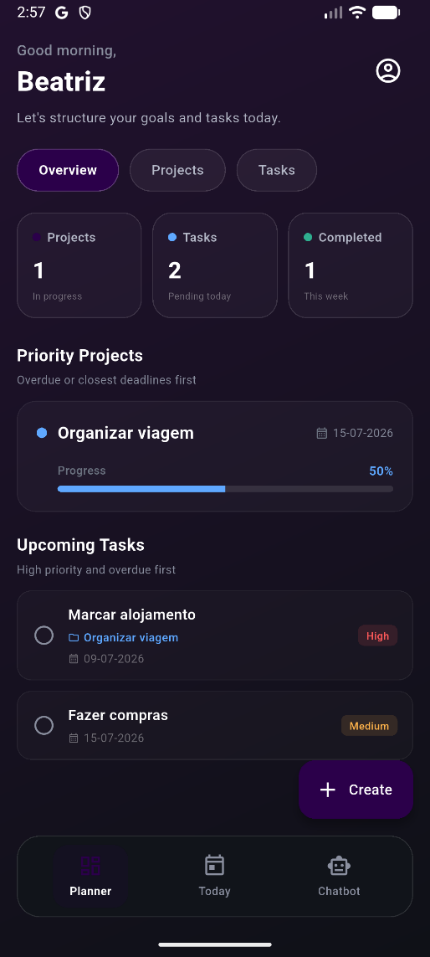 2:57
Good morning,
Beatriz
Let's structure your goals and tasks today.
Overview Projects Tasks
Projects Tasks Completed
1 2 1
In progress Pending today This week
Priority Projects
Overdue or closest deadlines first
Organizar viagem 15-07-2026
Progress 50%
Upcoming Tasks
High priority and overdue first
Marcar alojamento
Organizar viagem High
09-07-2026
Fazer compras
Medium
15-07-2026
+ Create
Planner Today Chatbot